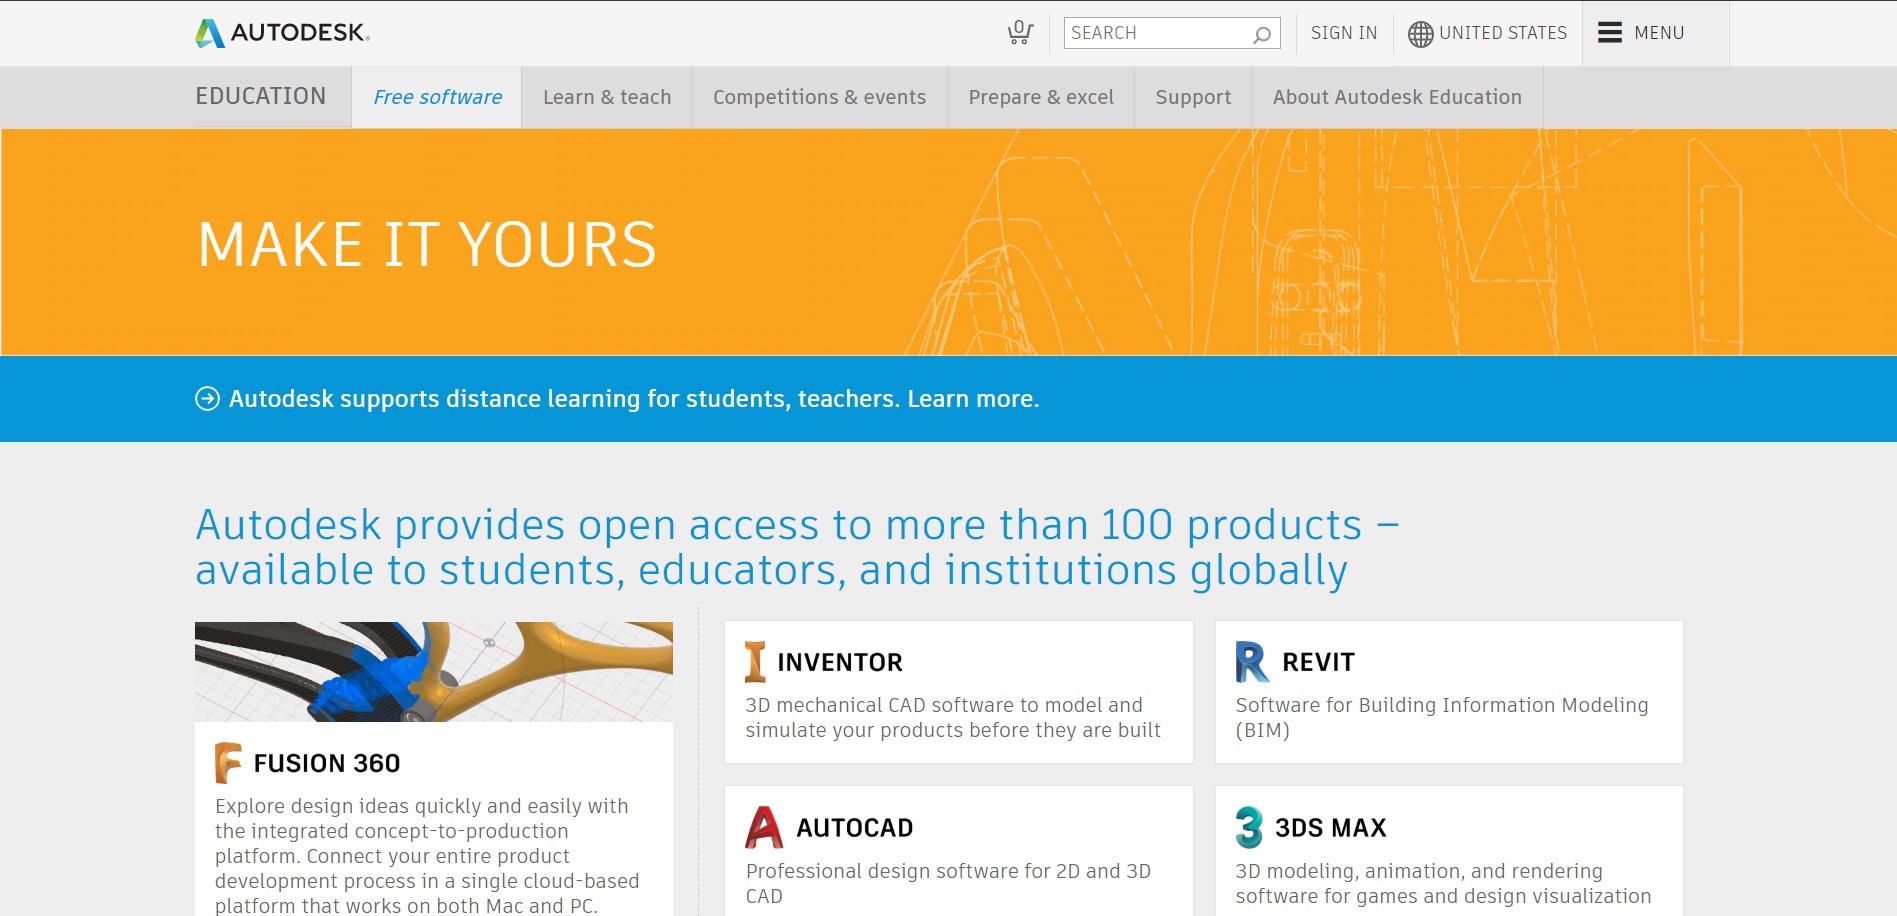 AUTODESK.
0
SEARCH
SIGN IN
UNITED STATES
MENU
EDUCATION
Free software
Learn & teach
Competitions & events
Prepare & excel
Support
About Autodesk Education
MAKE IT YOURS
Autodesk supports distance learning for students, teachers. Learn more.
Autodesk provides open access to more than 100 products –
available to students, educators, and institutions globally
FUSION 360
Explore design ideas quickly and easily with
the integrated concept-to-production
platform. Connect your entire product
development process in a single cloud-based
platform that works on both Mac and PC.
INVENTOR
3D mechanical CAD software to model and
simulate your products before they are built
REVIT
Software for Building Information Modeling
(BIM)
AUTOCAD
Professional design software for 2D and 3D
CAD
3DS MAX
3D modeling, animation, and rendering
software for games and design visualization